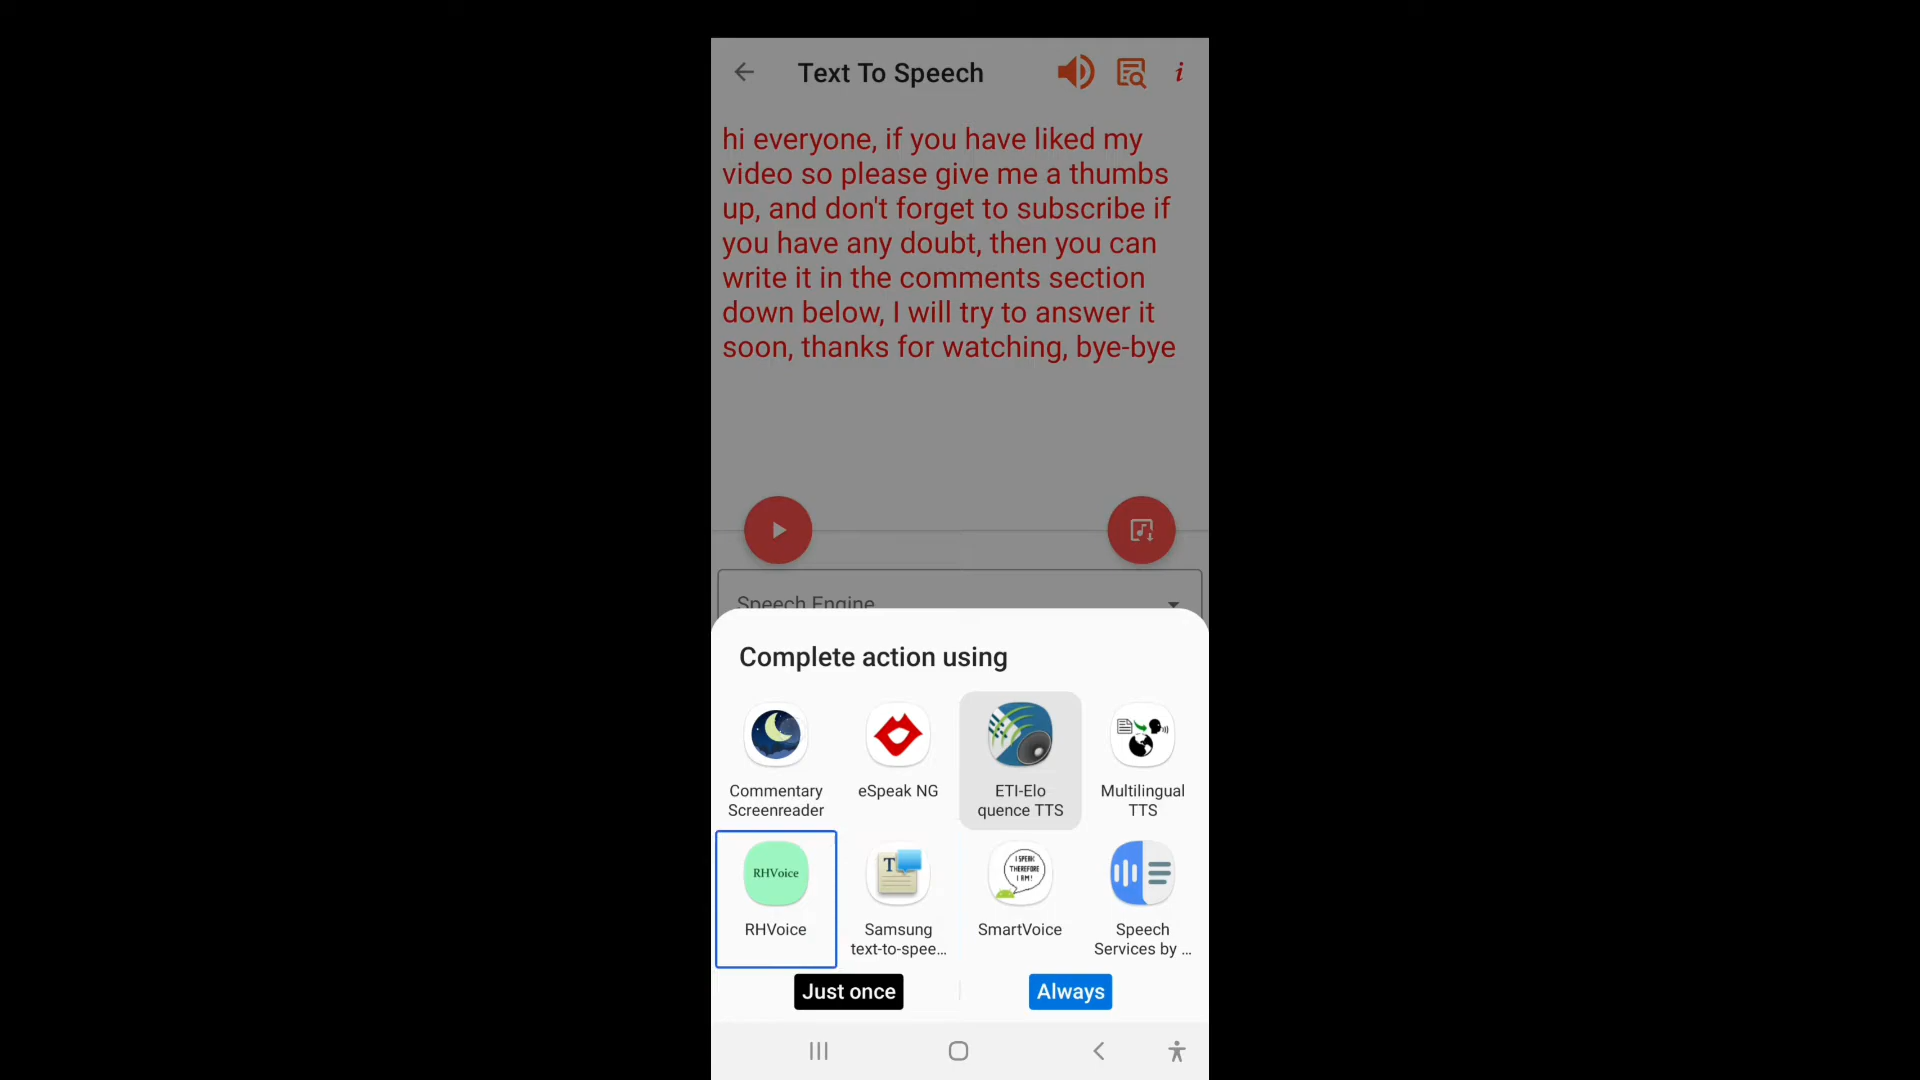 Text To Speech
i
hi everyone, if you have liked my
video so please give me a thumbs
up, and don't forget to subscribe if
you have any doubt, then you can
write it in the comments section
down below, I will try to answer it
soon, thanks for watching, bye-bye
Speech Engine
Complete action using
Commentary
Screenreader
eSpeak NG
ETI-Elo
quence TTS
Multilingual
TTS
RHVoice
RHVoice
T
Samsung
text-to-spee...
I SPEAK
THEREFORE
I AM!
SmartVoice
Speech
Services by ...
Just once
Always